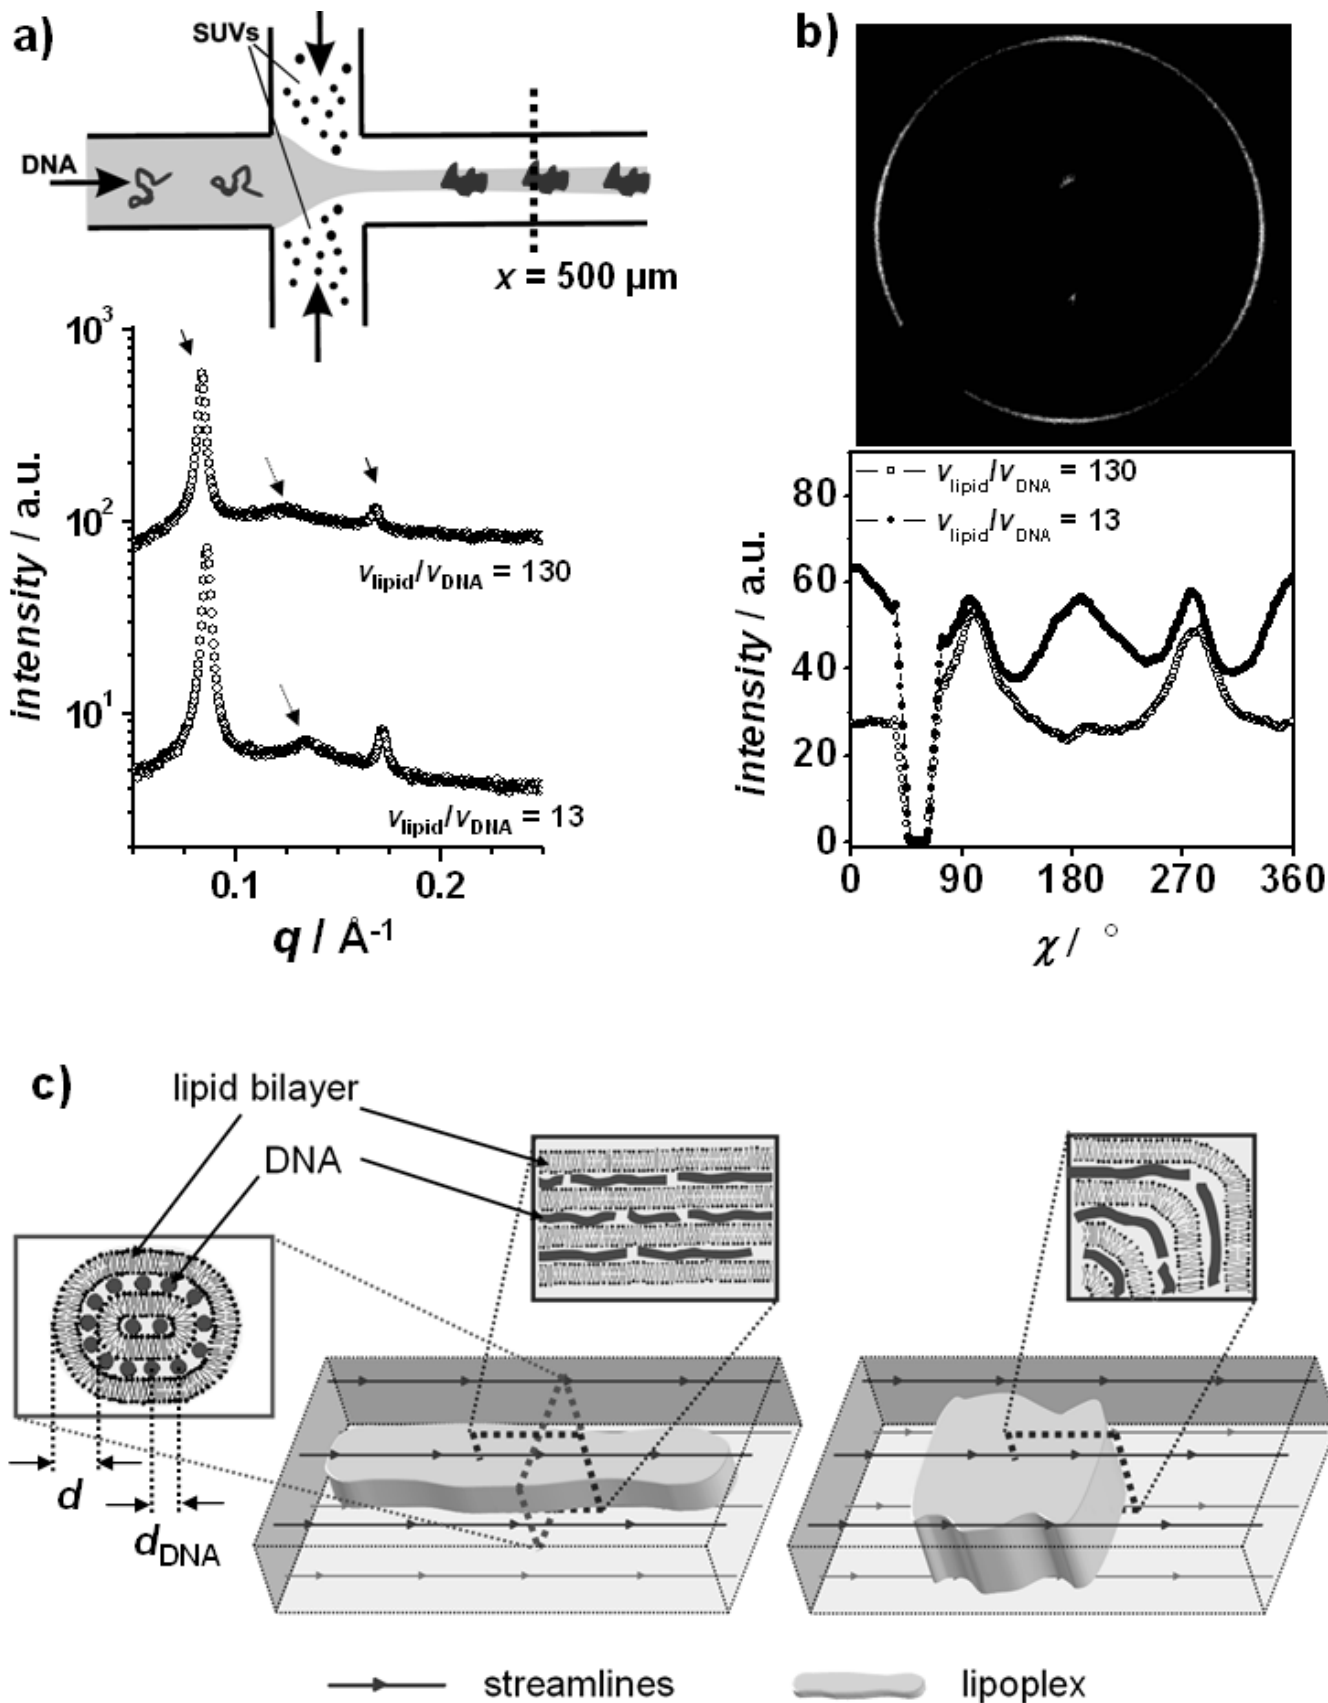 a)
SUVs
DNA
x = 500 µm
10³
10²
10¹
intensity / a.u.
v_lipid/v_DNA = 130
v_lipid/v_DNA = 13
0.1 0.2
q / Å⁻¹
b)
v_lipid/v_DNA = 130
v_lipid/v_DNA = 13
80
60
40
20
0
intensity / a.u.
0 90 180 270 360
χ / °
c)
lipid bilayer
DNA
d
d_DNA
streamlines
lipoplex